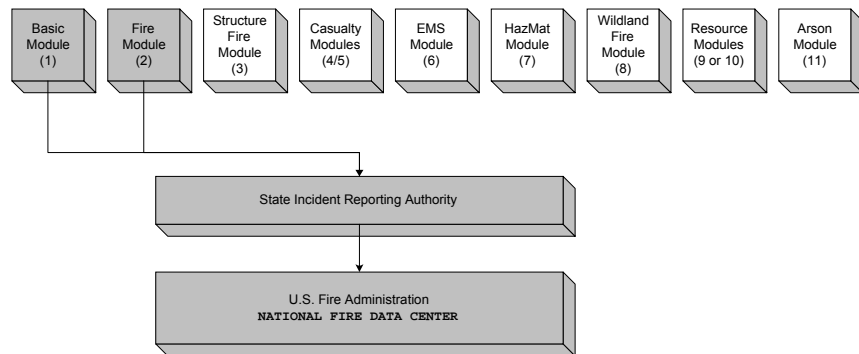 Basic
Module
(1)
Fire
Module
(2)
Structure
Fire
Module
(3)
Casualty
Modules
(4/5)
EMS
Module
(6)
HazMat
Module
(7)
Wildland
Fire
Module
(8)
Resource
Modules
(9 or 10)
Arson
Module
(11)
State Incident Reporting Authority
U.S. Fire Administration
NATIONAL FIRE DATA CENTER